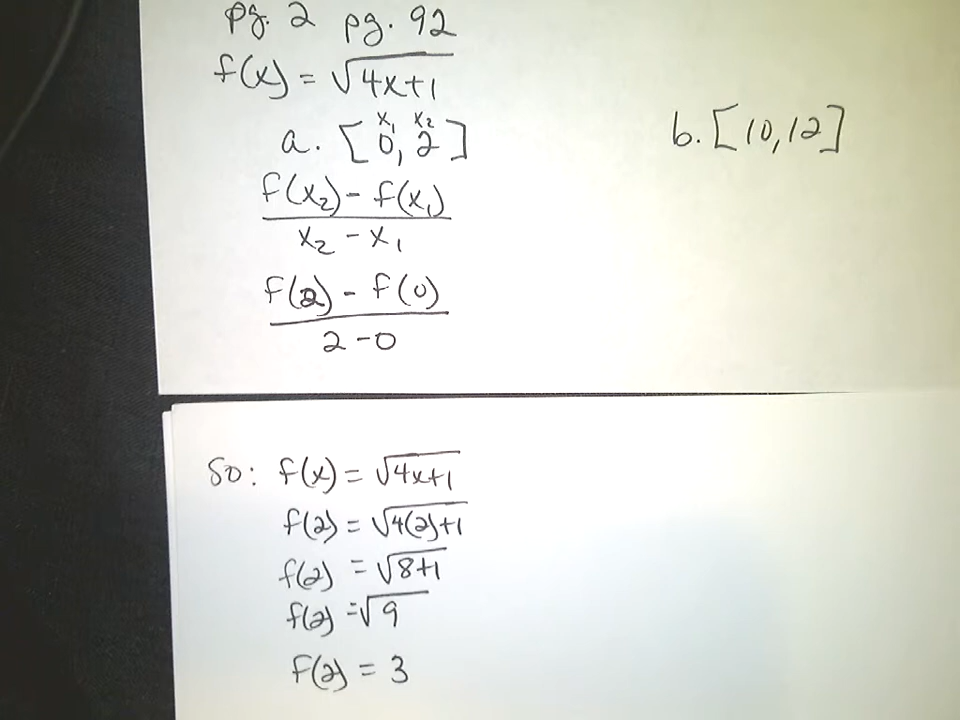 pg. 2 pg. 92
f(x) = √4x+1
a. [0, 2] x₁ x₂
b. [10,12]
f(x₂) - f(x₁)
x₂ - x₁
f(2) - f(0)
2 - 0
So: f(x) = √4x+1
f(2) = √4(2)+1
f(2) = √8+1
f(2) = √9
f(2) = 3